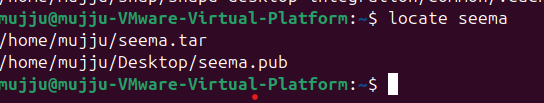 mujju@mujju-VMware-Virtual-Platform:~$ locate seema
/home/mujju/seema.tar
/home/mujju/Desktop/seema.pub
mujju@mujju-VMware-Virtual-Platform:~$